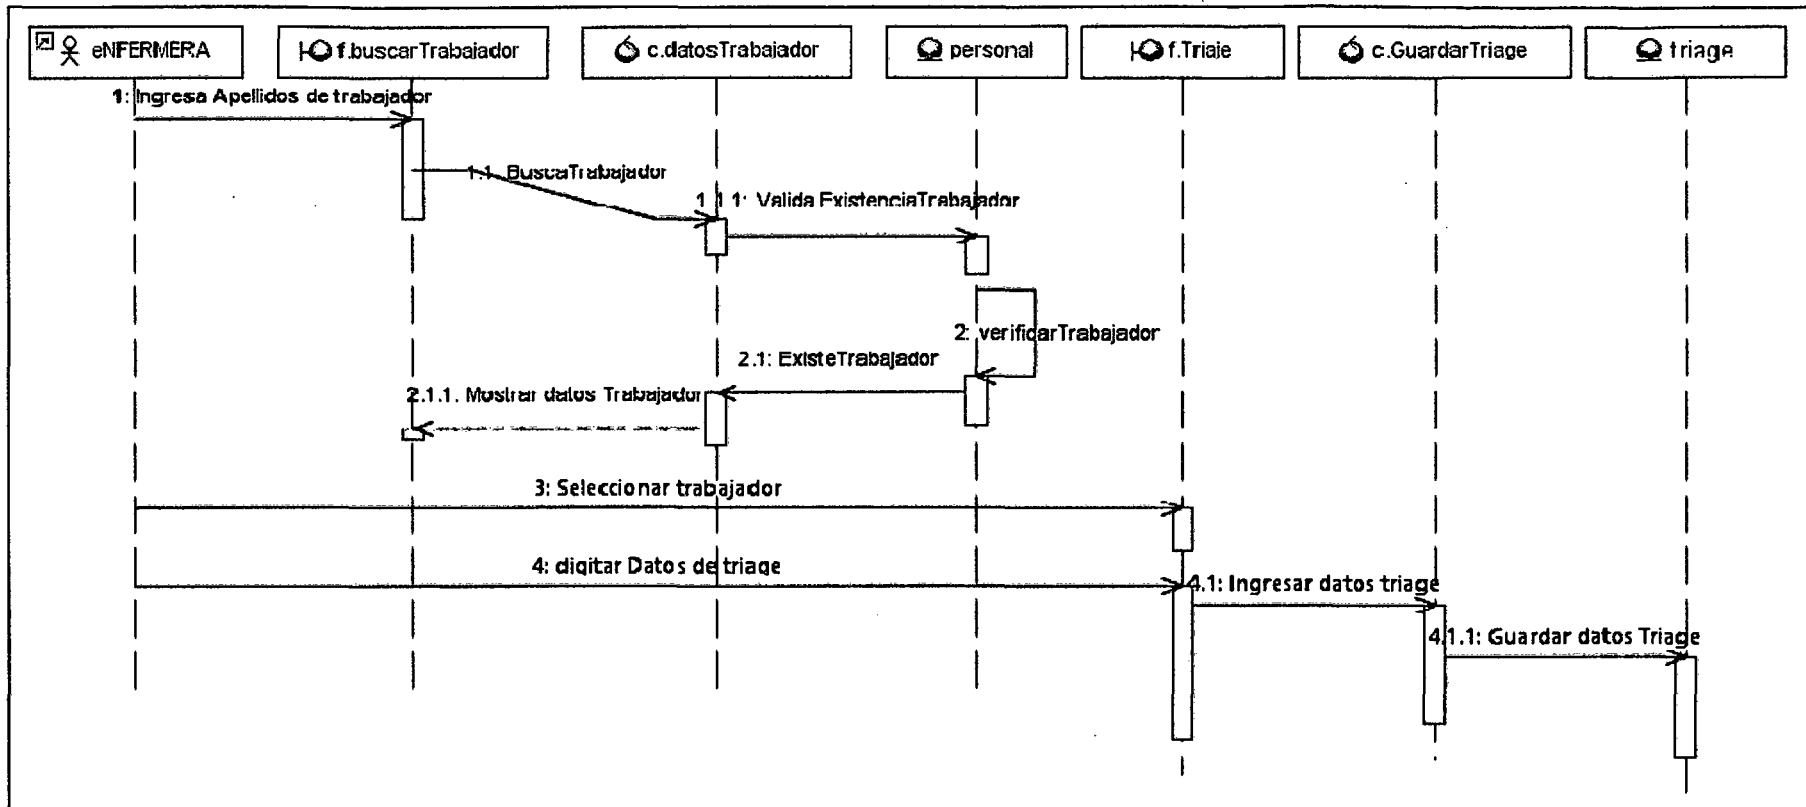 eNFERMERA
f.buscarTrabajador
c.datosTrabajador
personal
f.Triaje
c.GuardarTriage
triage
1: Ingresa Apellidos de trabajador
1.1. BuscaTrabajador
1.1.1: Valida ExistenciaTrabajador
2: verificarTrabajador
2.1: ExisteTrabajador
2.1.1. Mostrar datos Trabajador
3: Seleccionar trabajador
4: digitar Datos de triage
4.1: Ingresar datos triage
4.1.1: Guardar datos Triage